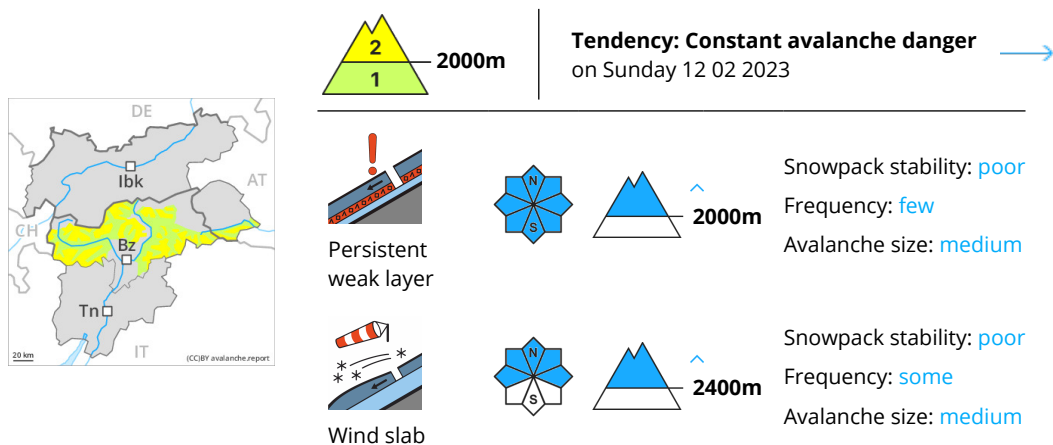 2
1
2000m
Tendency: Constant avalanche danger
on Sunday 12 02 2023
DE
Ibk
AT
CH
Bz
Tn
IT
20 km
(CC)BY avalanche.report
Persistent
weak layer
N
S
2000m
Snowpack stability: poor
Frequency: few
Avalanche size: medium
Wind slab
N
S
2400m
Snowpack stability: poor
Frequency: some
Avalanche size: medium